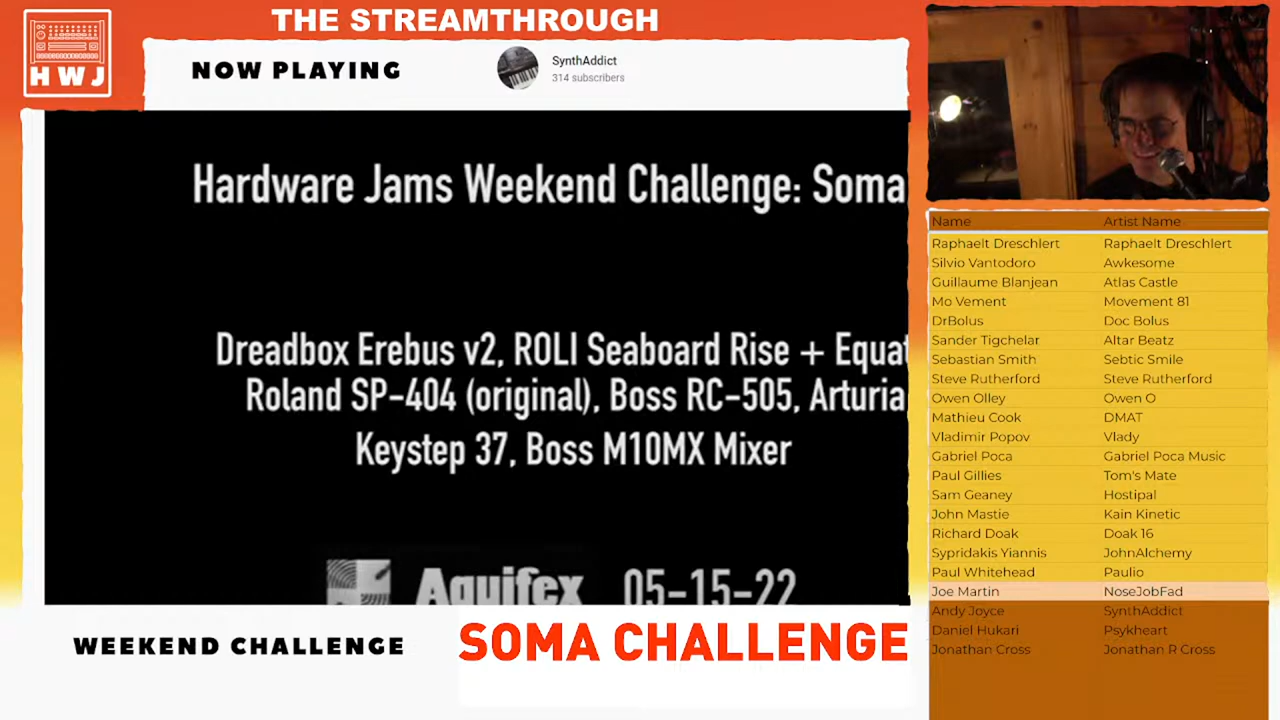 THE STREAMTHROUGH
HWJ
NOW PLAYING
SynthAddict
314 subscribers
Hardware Jams Weekend Challenge: Soma
Dreadbox Erebus v2, ROLI Seaboard Rise + Equat
Roland SP-404 (original), Boss RC-505, Arturia
Keystep 37, Boss M10MX Mixer
Aquifex 05-15-22
WEEKEND CHALLENGE
SOMA CHALLENGE
Name Artist Name
Raphaelt Dreschlert Raphaelt Dreschlert
Silvio Vantodoro Awkesome
Guillaume Blanjean Atlas Castle
Mo Vement Movement 81
DrBolus Doc Bolus
Sander Tigchelar Altar Beatz
Sebastian Smith Sebtic Smile
Steve Rutherford Steve Rutherford
Owen Olley Owen O
Mathieu Cook DMAT
Vladimir Popov Vlady
Gabriel Poca Gabriel Poca Music
Paul Gillies Tom's Mate
Sam Geaney Hostipal
John Mastie Kain Kinetic
Richard Doak Doak 16
Sypridakis Yiannis JohnAlchemy
Paul Whitehead Paulio
Joe Martin NoseJobFad
Andy Joyce SynthAddict
Daniel Hukari Psykheart
Jonathan Cross Jonathan R Cross